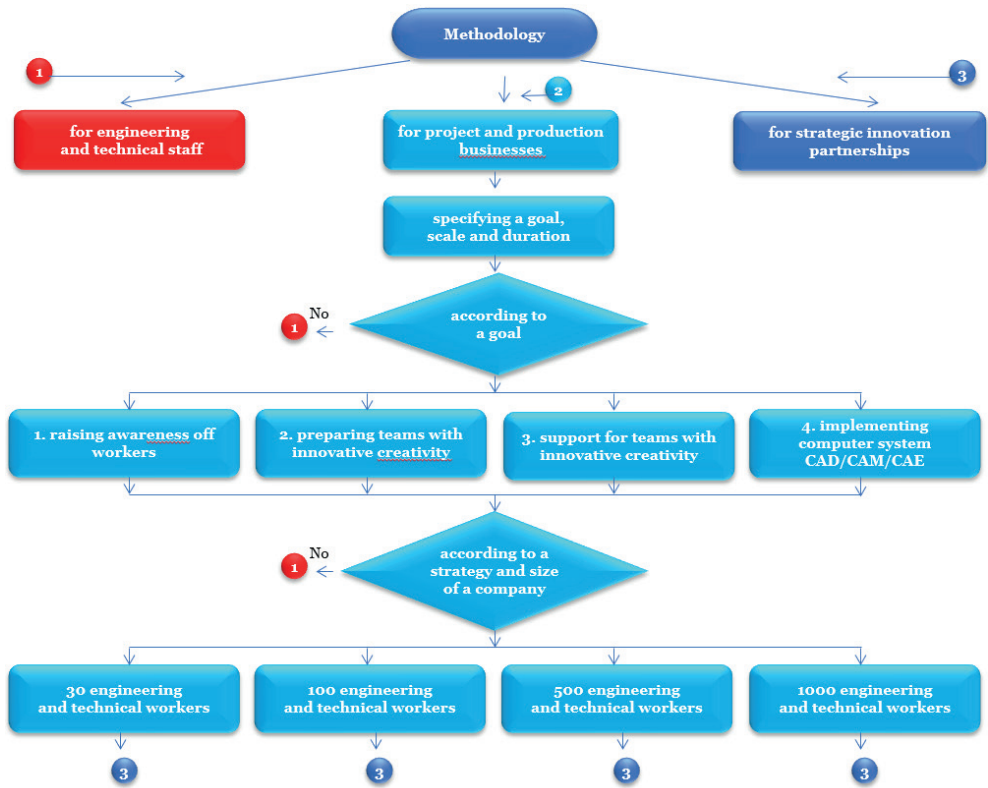 Methodology
1
2
3
for engineering
and technical staff
for project and production
businesses
for strategic innovation
partnerships
specifying a goal,
scale and duration
according to
a goal
No
1
1. raising awareness off
workers
2. preparing teams with
innovative creativity
3. support for teams with
innovative creativity
4. implementing
computer system
CAD/CAM/CAE
according to a
strategy and size
of a company
No
1
30 engineering
and technical workers
100 engineering
and technical workers
500 engineering
and technical workers
1000 engineering
and technical workers
3
3
3
3